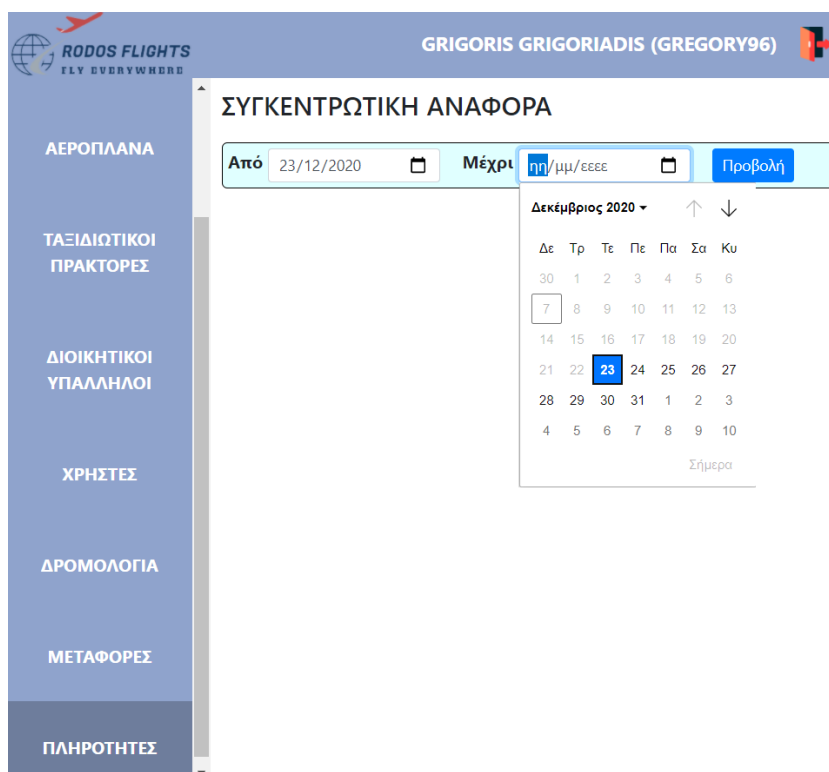 RODOS FLIGHTS
FLY EVERYWHERE
GRIGORIS GRIGORIADIS (GREGORY96)
ΑΕΡΟΠΛΑΝΑ
ΤΑΞΙΔΙΩΤΙΚΟΙ
ΠΡΑΚΤΟΡΕΣ
ΔΙΟΙΚΗΤΙΚΟΙ
ΥΠΑΛΛΗΛΟΙ
ΧΡΗΣΤΕΣ
ΔΡΟΜΟΛΟΓΙΑ
ΜΕΤΑΦΟΡΕΣ
ΠΛΗΡΟΤΗΤΕΣ
ΣΥΓΚΕΝΤΡΩΤΙΚΗ ΑΝΑΦΟΡΑ
Από 23/12/2020 Μέχρι ηη/μμ/εεεε Προβολή
Δεκέμβριος 2020
Δε Τρ Τε Πε Πα Σα Κυ
30 1 2 3 4 5 6
7 8 9 10 11 12 13
14 15 16 17 18 19 20
21 22 23 24 25 26 27
28 29 30 31 1 2 3
4 5 6 7 8 9 10
Σήμερα